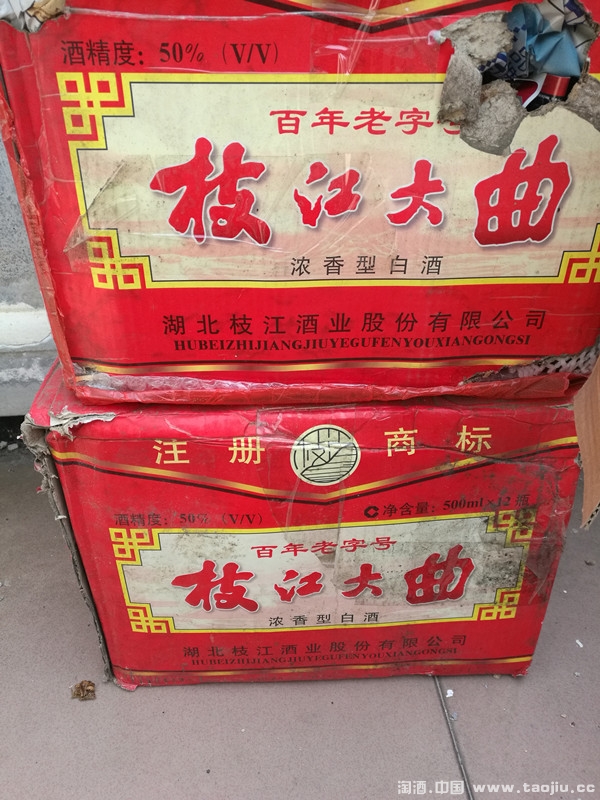 酒精度：50%（V/V）
百年老字号
枝江大曲
浓香型白酒
湖北枝江酒业股份有限公司
HUBEIZHIJIANGJIUYEGUFENYOUXIANGONGSI
注册 商标
酒精度：50%（V/V） 净含量：500ml×12瓶
百年老字号
枝江大曲
浓香型白酒
湖北枝江酒业股份有限公司
HUBEIZHIJIANGJIUYEGUFENYOUXIANGONGSI
淘酒.中国 www.taojiu.cc